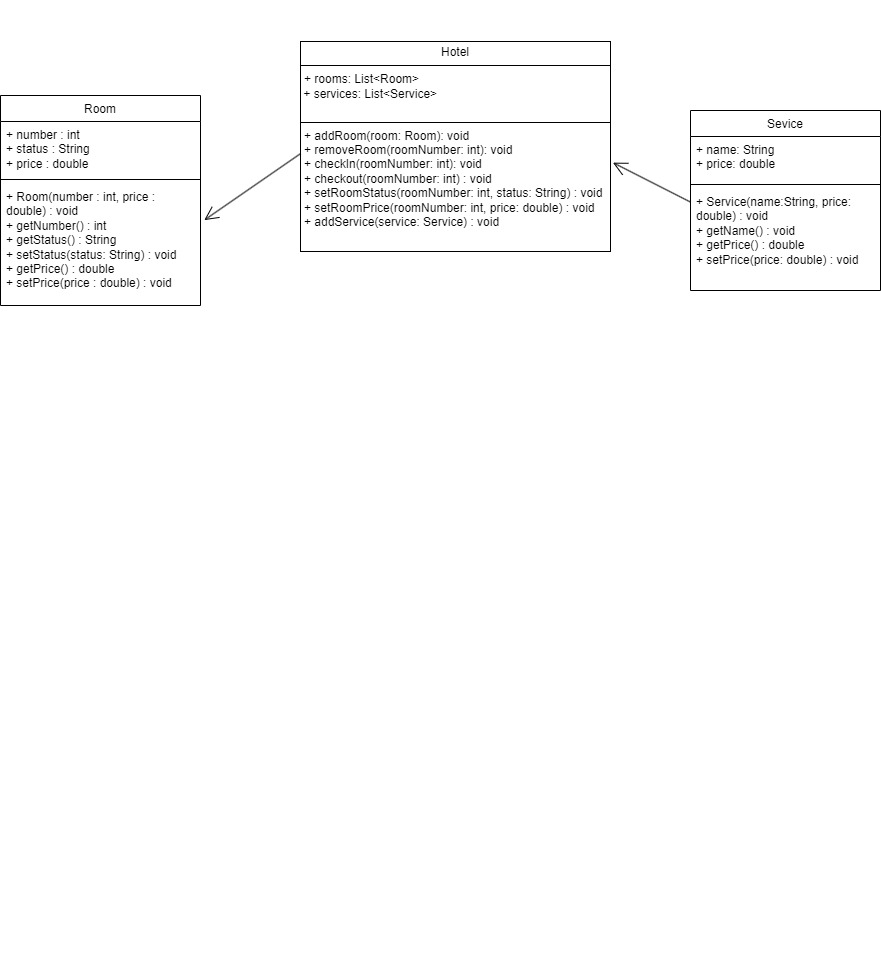 Room
+ number : int
+ status : String
+ price : double
+ Room(number : int, price :
double) : void
+ getNumber() : int
+ getStatus() : String
+ setStatus(status: String) : void
+ getPrice() : double
+ setPrice(price : double) : void
Hotel
+ rooms: List<Room>
+ services: List<Service>
+ addRoom(room: Room): void
+ removeRoom(roomNumber: int): void
+ checkIn(roomNumber: int): void
+ checkout(roomNumber: int) : void
+ setRoomStatus(roomNumber: int, status: String) : void
+ setRoomPrice(roomNumber: int, price: double) : void
+ addService(service: Service) : void
Sevice
+ name: String
+ price: double
+ Service(name:String, price:
double) : void
+ getName() : void
+ getPrice() : double
+ setPrice(price: double) : void